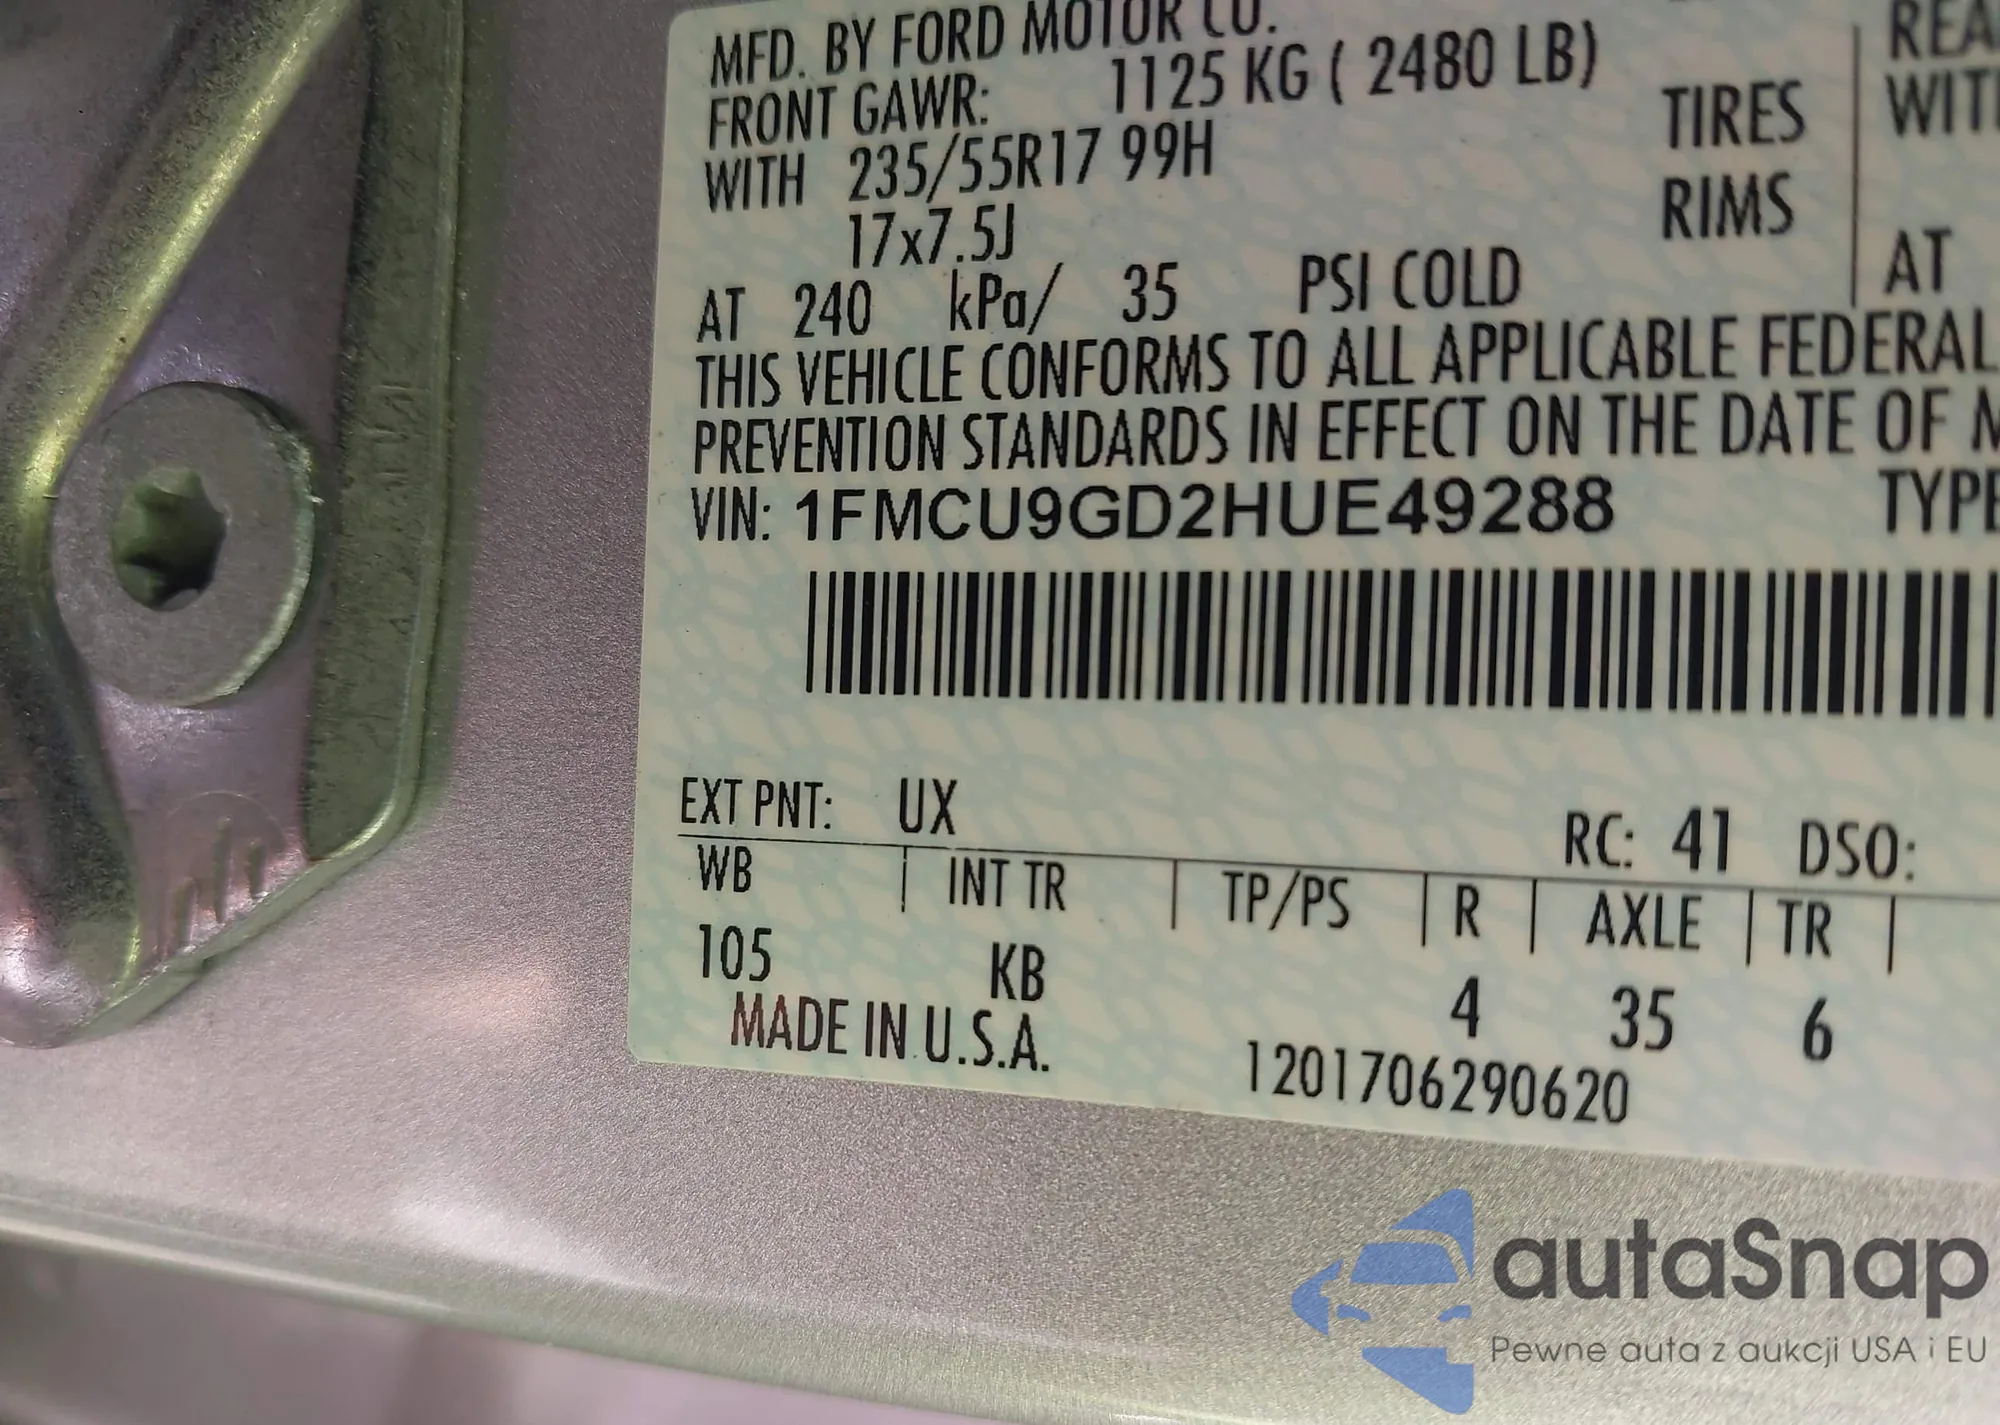 MFD. BY FORD MOTOR CO.
FRONT GAWR: 1125 KG ( 2480 LB)
WITH 235/55R17 99H TIRES
17x7.5J RIMS
AT 240 kPa/ 35 PSI COLD
AT
THIS VEHICLE CONFORMS TO ALL APPLICABLE FEDERAL
PREVENTION STANDARDS IN EFFECT ON THE DATE OF
VIN: 1FMCU9GD2HUE49288
EXT PNT: UX RC: 41 DSO:
WB INT TR TP/PS R AXLE TR
105 KB 4 35 6
MADE IN U.S.A.
1201706290620
autaSnap
Pewne auta z aukcji USA i EU